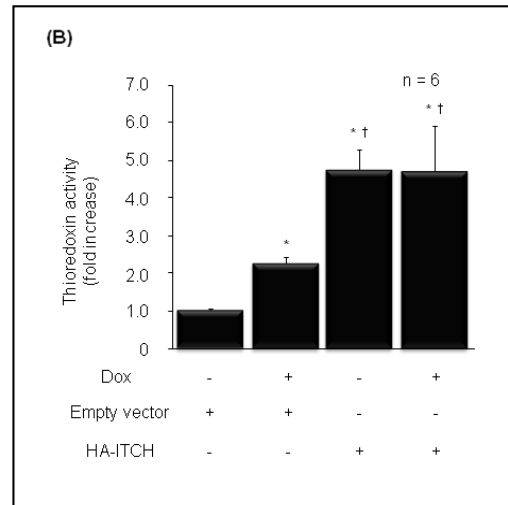 (B)
n = 6
7.0
6.0
5.0
4.0
3.0
2.0
1.0
0
Thioredoxin activity
(fold increase)
*
* †
* †
Dox - + - +
Empty vector + + - -
HA-ITCH - - + +